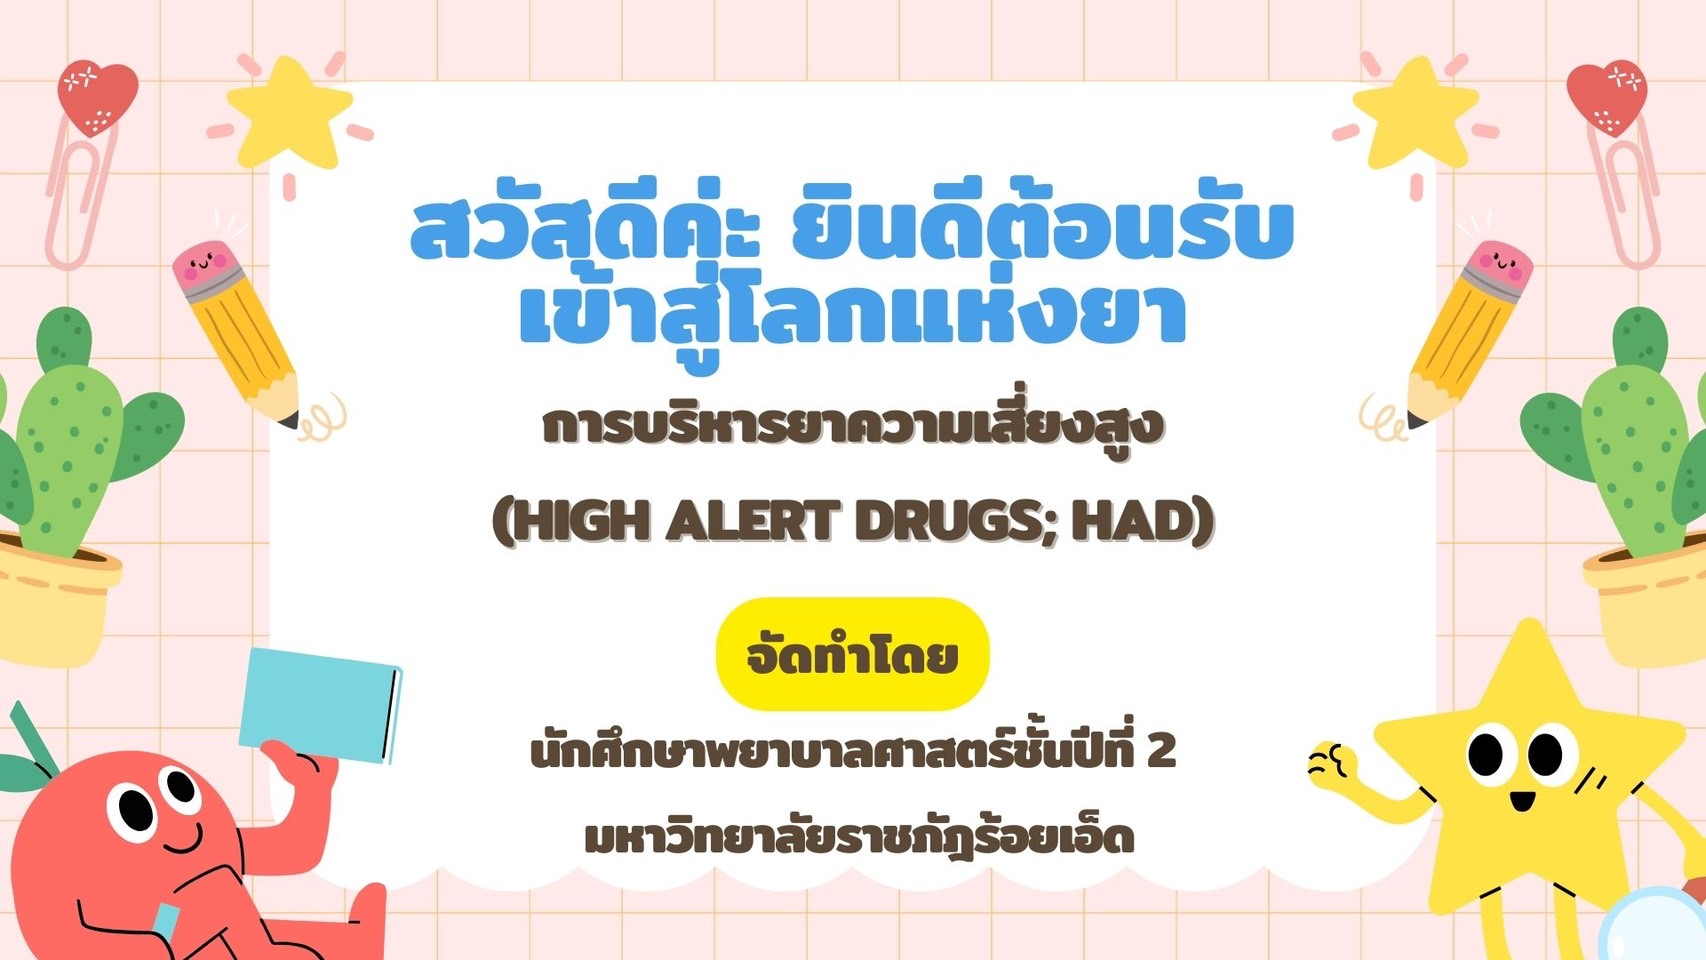 สวัสดีค่ะ ยินดีต้อนรับ
เข้าสู่โลกแห่งยา
การบริหารยาความเสี่ยงสูง
(HIGH ALERT DRUGS; HAD)
จัดทำโดย
นักศึกษาพยาบาลศาสตร์ชั้นปีที่ 2
มหาวิทยาลัยราชภัฏร้อยเอ็ด